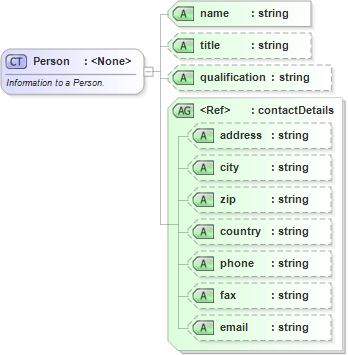 CT Person : <None>
Information to a Person.
A name : string
A title : string
A qualification : string
AG <Ref> : contactDetails
A address : string
A city : string
A zip : string
A country : string
A phone : string
A fax : string
A email : string